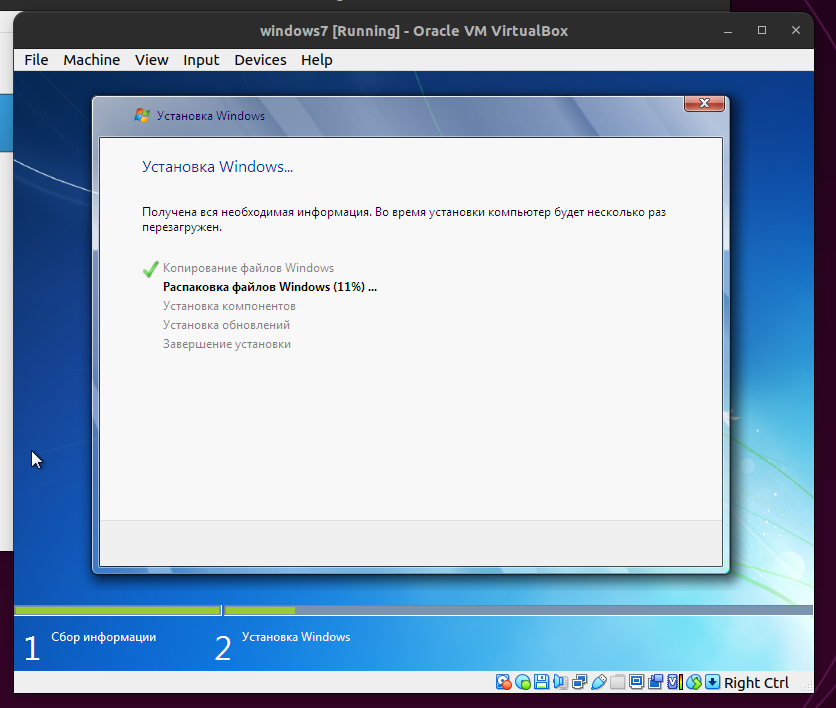 windows7 [Running] - Oracle VM VirtualBox
File Machine View Input Devices Help
Установка Windows
Установка Windows...
Получена вся необходимая информация. Во время установки компьютер будет несколько раз
перезагружен.
Копирование файлов Windows
Распаковка файлов Windows (11%) ...
Установка компонентов
Установка обновлений
Завершение установки
1 Сбор информации
2 Установка Windows
Right Ctrl